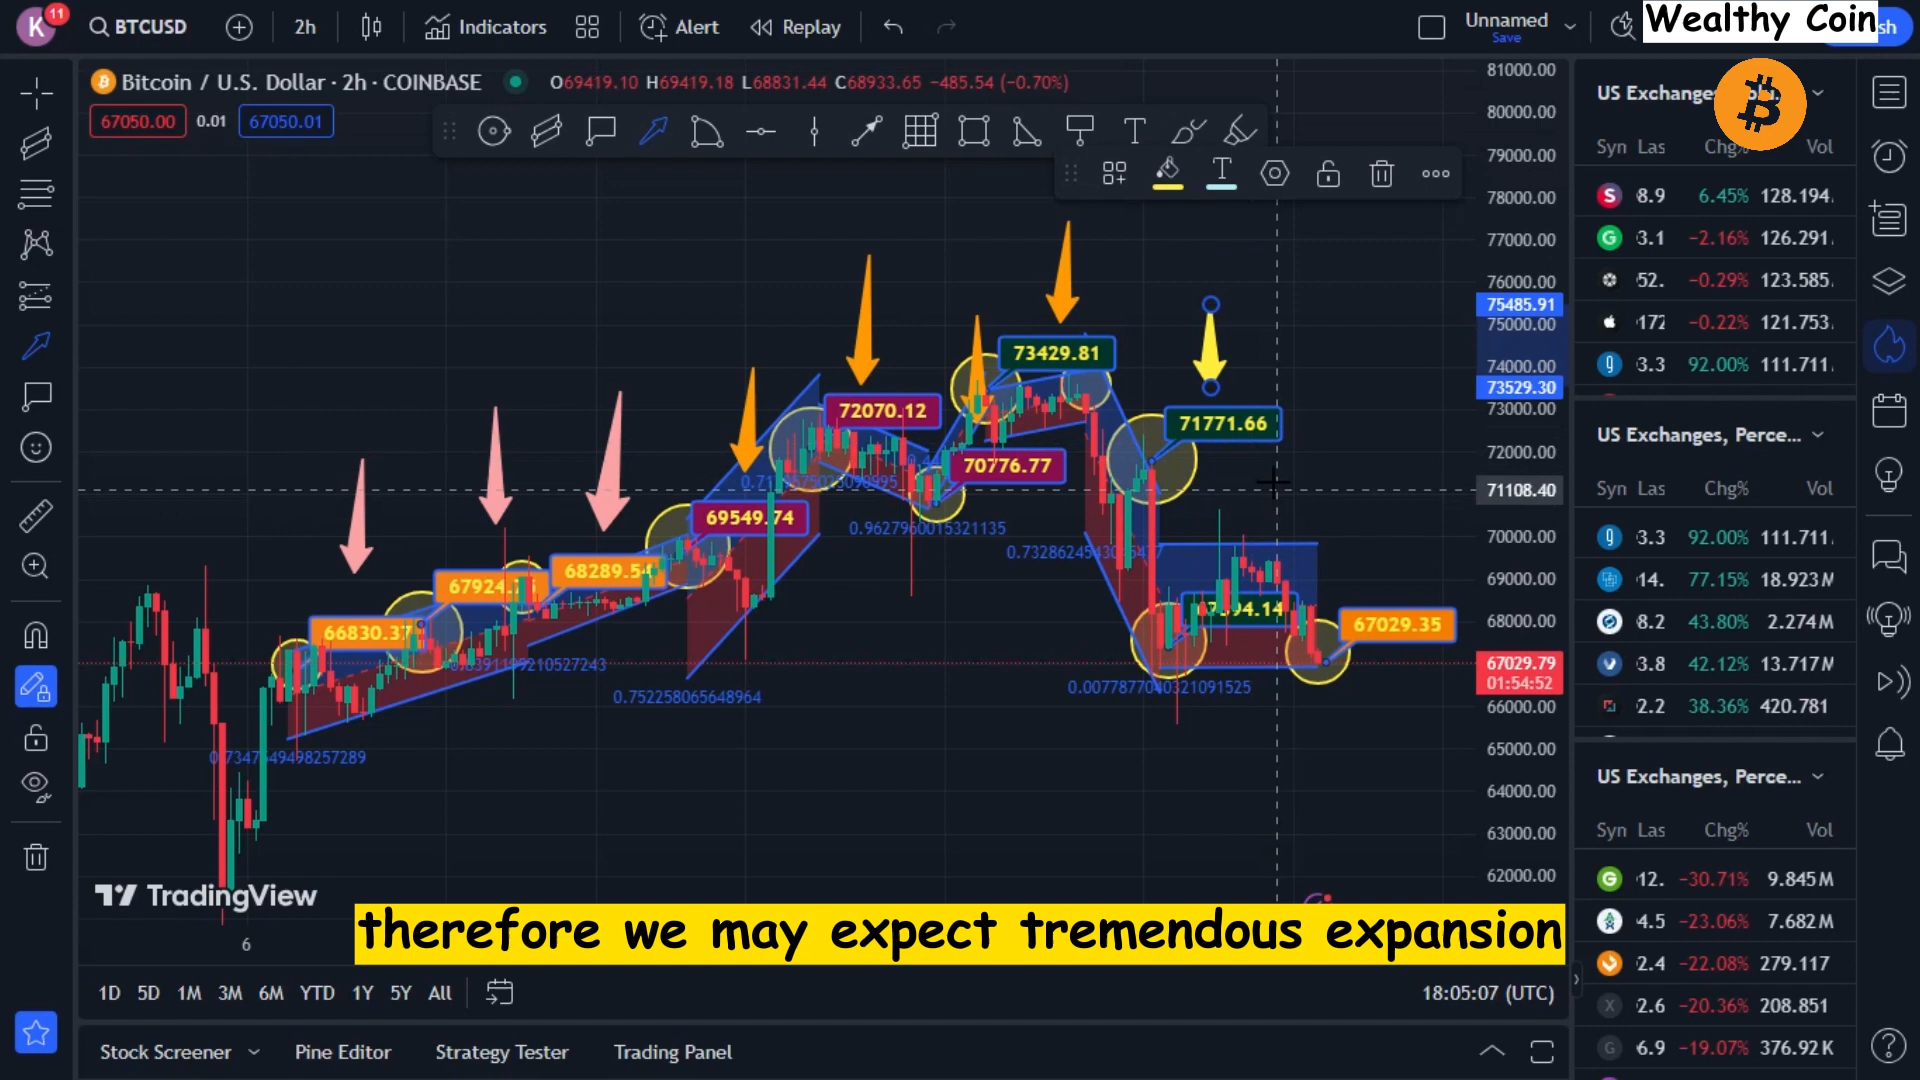 K 11 BTCUSD 2h Indicators Alert Replay Unnamed Save Wealthy Coin sh
Bitcoin / U.S. Dollar · 2h · COINBASE O69419.10 H69419.18 L68831.44 C68933.65 −485.54 (−0.70%)
67050.00 0.01 67050.01
81000.00
80000.00
79000.00
78000.00
77000.00
76000.00
75485.91
75000.00
74000.00
73529.30
73000.00
72000.00
71108.40
70000.00
69000.00
68000.00
67029.79
01:54:52
66000.00
65000.00
64000.00
63000.00
62000.00
73429.81
72070.12
71771.66
70776.77
69549.74
68289.54
66830.37
67029.35
0.9627960015321135
0.752258065648964
0.0077877040321091525
TradingView
therefore we may expect tremendous expansion
6
1D 5D 1M 3M 6M YTD 1Y 5Y All
18:05:07 (UTC)
Stock Screener Pine Editor Strategy Tester Trading Panel
US Exchanges
Syn Las Chg% Vol
S 8.9 6.45% 128.194
G 3.1 −2.16% 126.291
52. −0.29% 123.585
172 −0.22% 121.753
3.3 92.00% 111.711
US Exchanges, Perce...
Syn Las Chg% Vol
3.3 92.00% 111.711
14. 77.15% 18.923M
8.2 43.80% 2.274M
3.8 42.12% 13.717M
2.2 38.36% 420.781
US Exchanges, Perce...
Syn Las Chg% Vol
12. −30.71% 9.845M
4.5 −23.06% 7.682M
2.4 −22.08% 279.117
X 2.6 −20.36% 208.851
G 6.9 −19.07% 376.92K